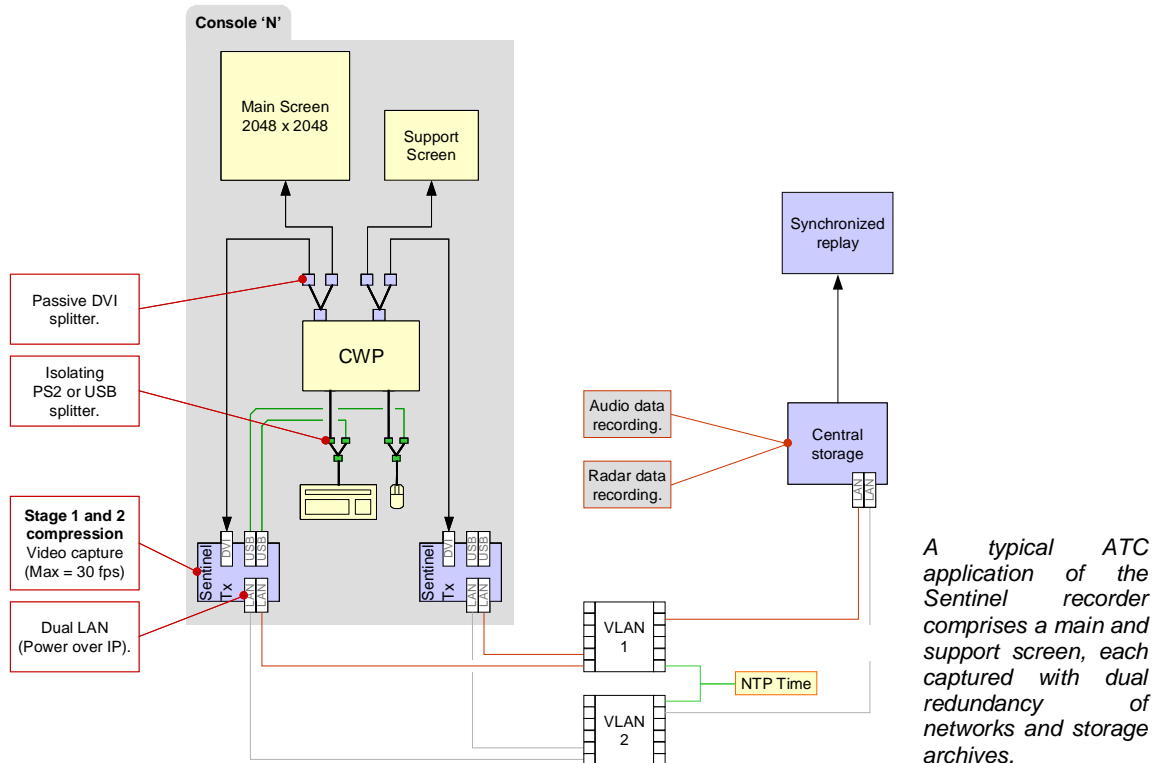 Console ‘N’
Main Screen
2048 x 2048
Support
Screen
Synchronized
replay
Passive DVI
splitter.
CWP
Isolating
PS2 or USB
splitter.
Audio data
recording.
Central
storage
Radar data
recording.
LAN
LAN
Stage 1 and 2
compression
Video capture
(Max = 30 fps)
Sentinel
Tx
DVI
USB
USB
LAN
LAN
Sentinel
Tx
DVI
USB
USB
LAN
LAN
Dual LAN
(Power over IP).
VLAN
1
NTP Time
VLAN
2
A typical ATC
application of the
Sentinel recorder
comprises a main and
support screen, each
captured with dual
redundancy of
networks and storage
archives.